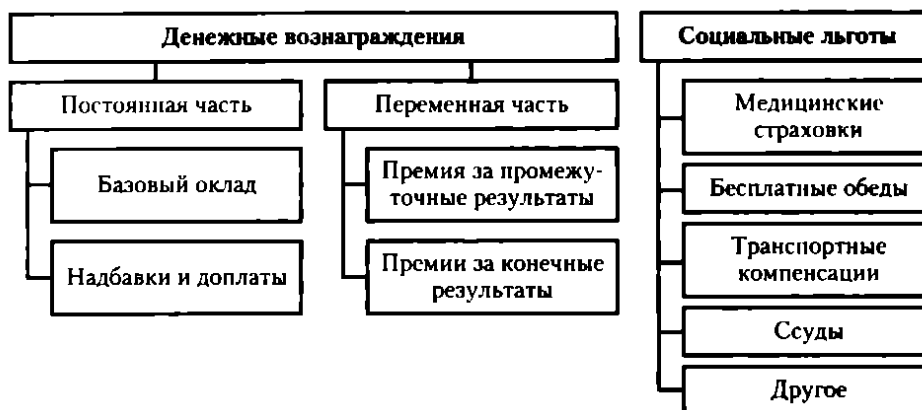 Денежные вознаграждения
Социальные льготы
Постоянная часть
Переменная часть
Базовый оклад
Надбавки и доплаты
Премия за промежу-
точные результаты
Премии за конечные
результаты
Медицинские
страховки
Бесплатные обеды
Транспортные
компенсации
Ссуды
Другое